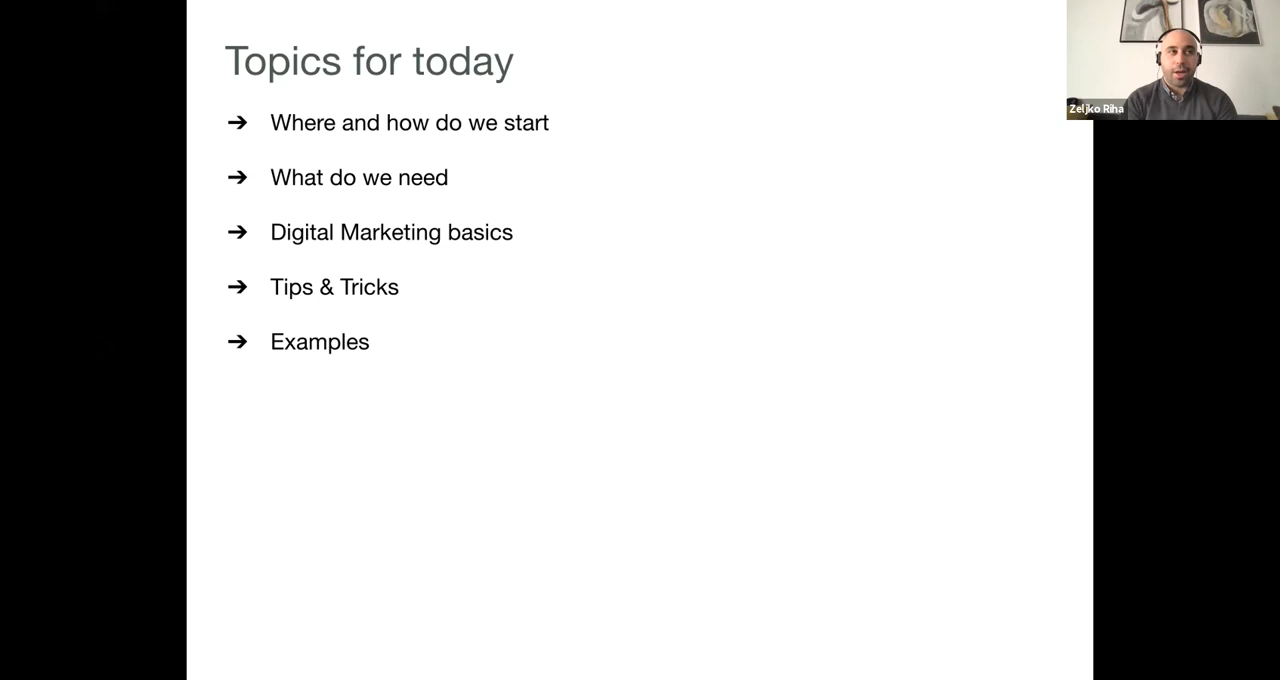 Topics for today
➔ Where and how do we start
➔ What do we need
➔ Digital Marketing basics
➔ Tips & Tricks
➔ Examples
Zeljko Riha